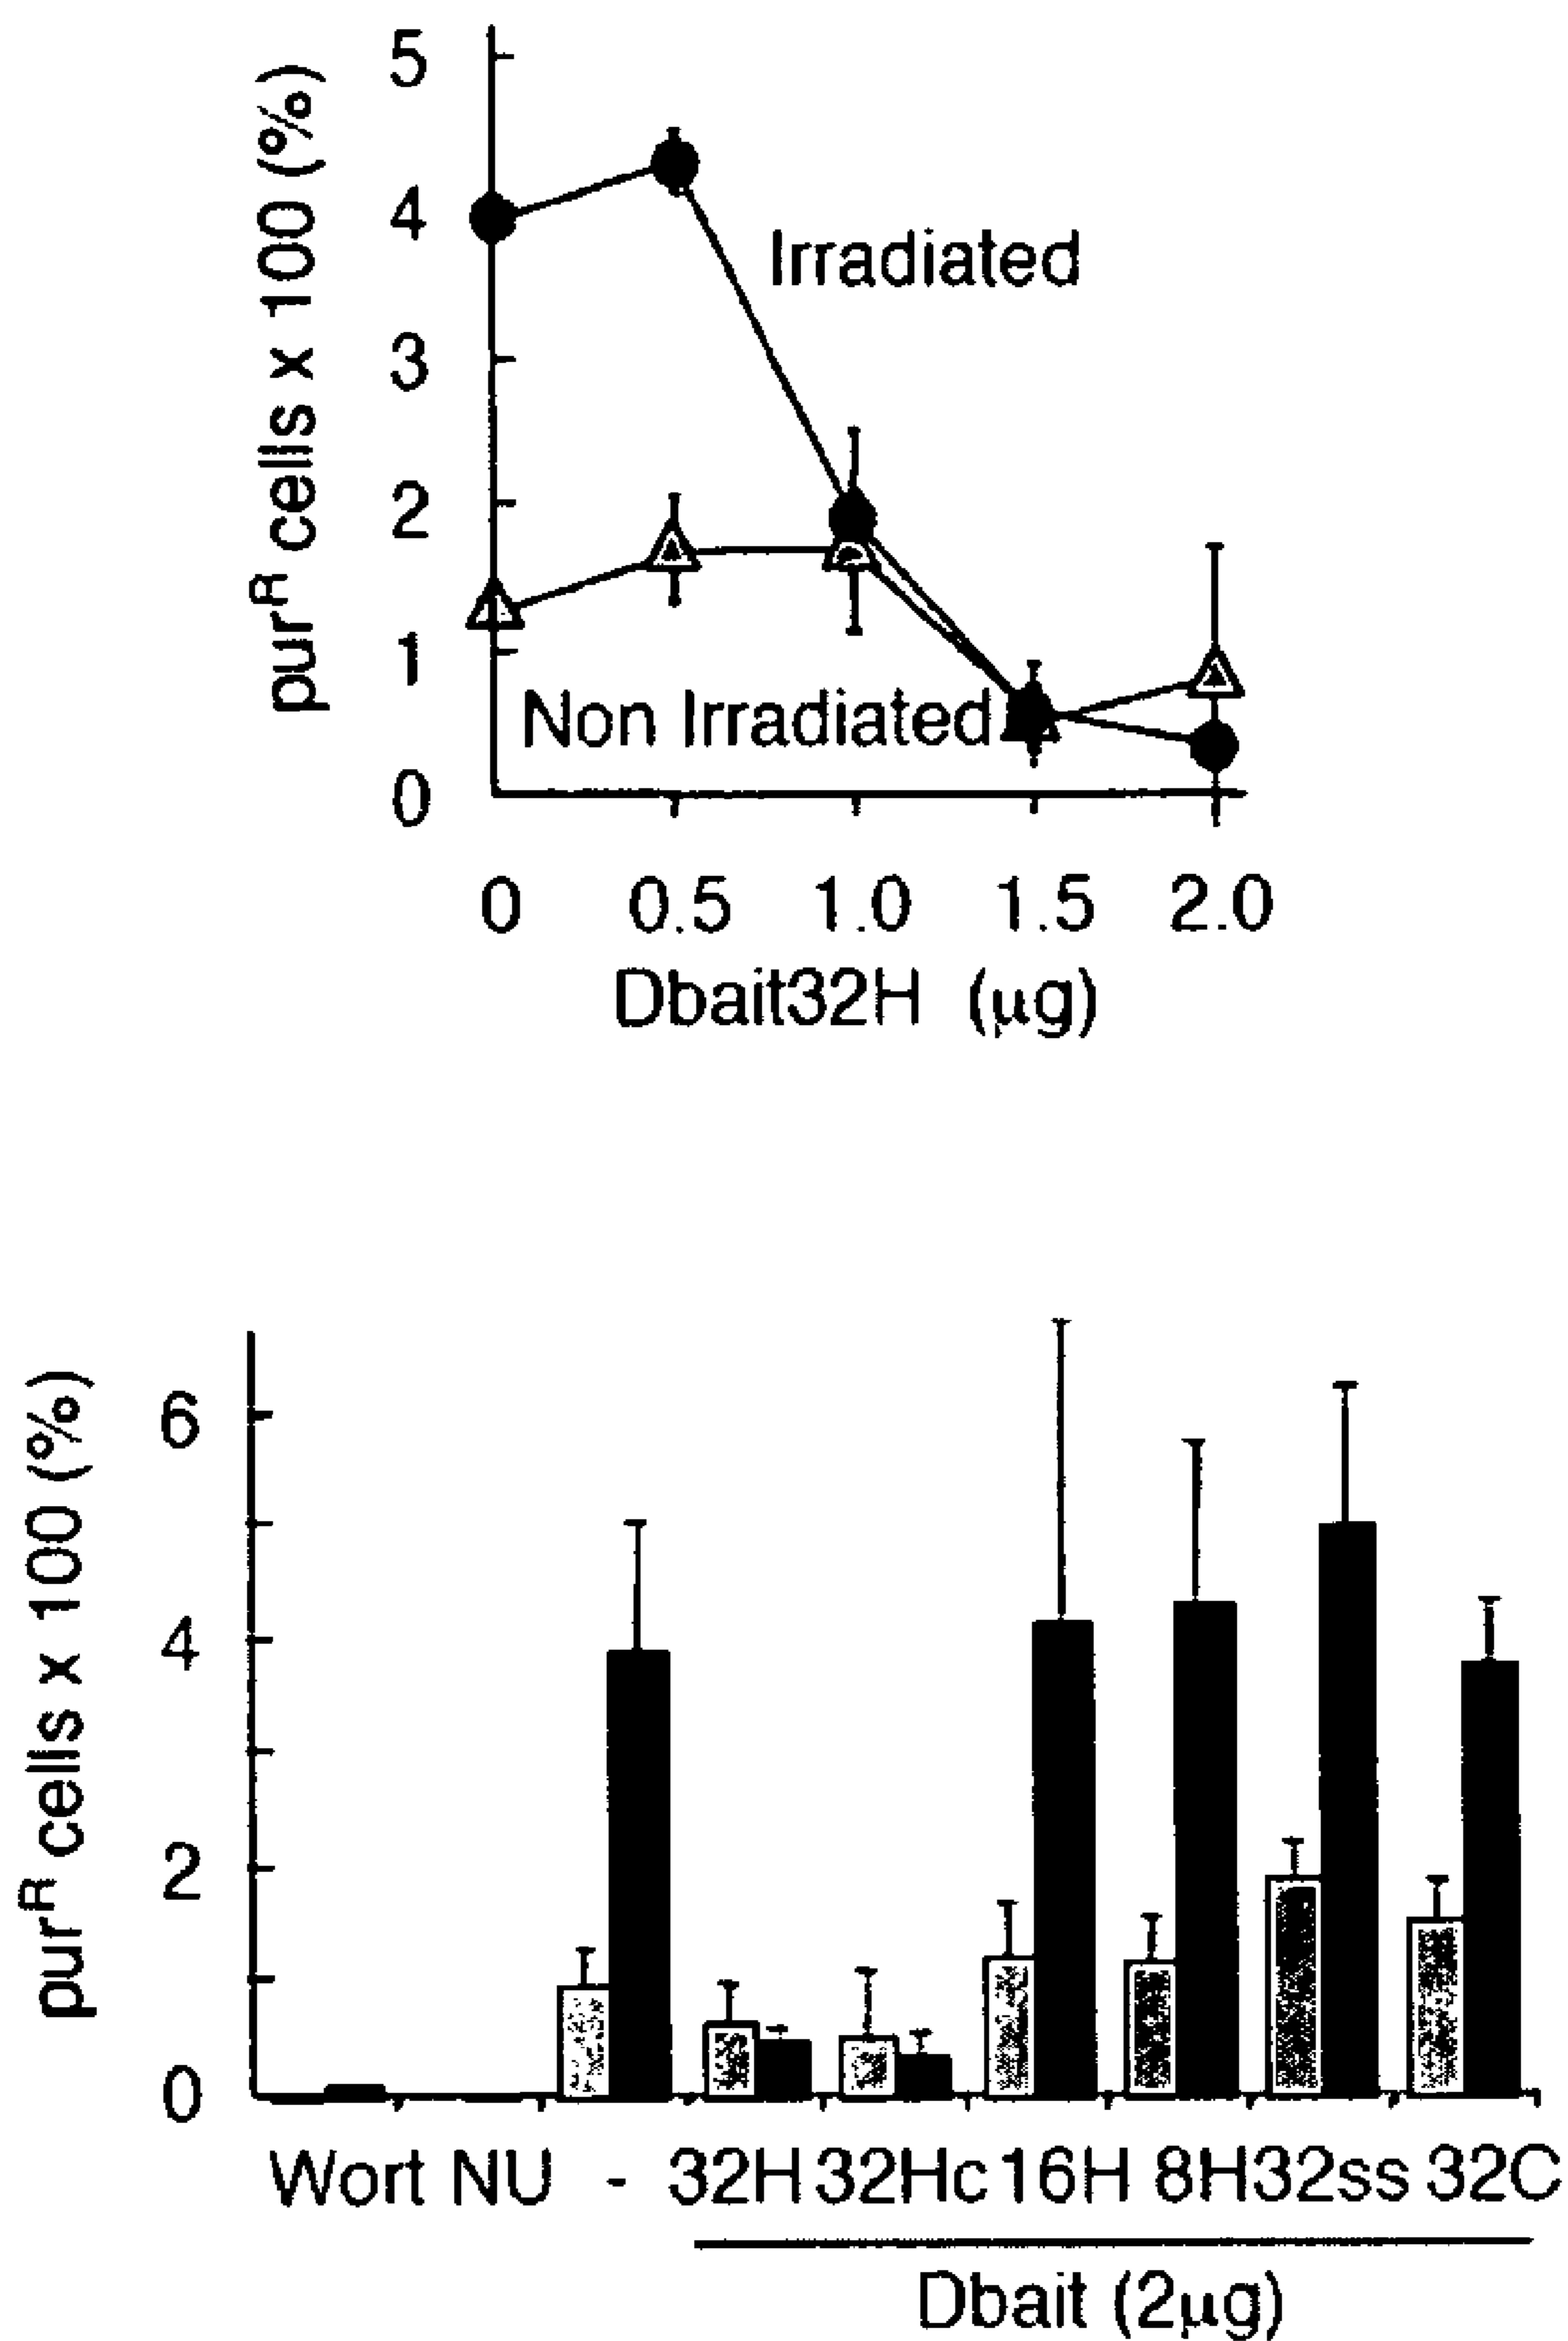 purR cells x 100 (%)
5
4
3
2
1
0
Irradiated
Non Irradiated
0 0.5 1.0 1.5 2.0
Dbait32H (μg)
purR cells x 100 (%)
6
4
2
0
Wort NU - 32H 32Hc 16H 8H 32ss 32C
Dbait (2μg)